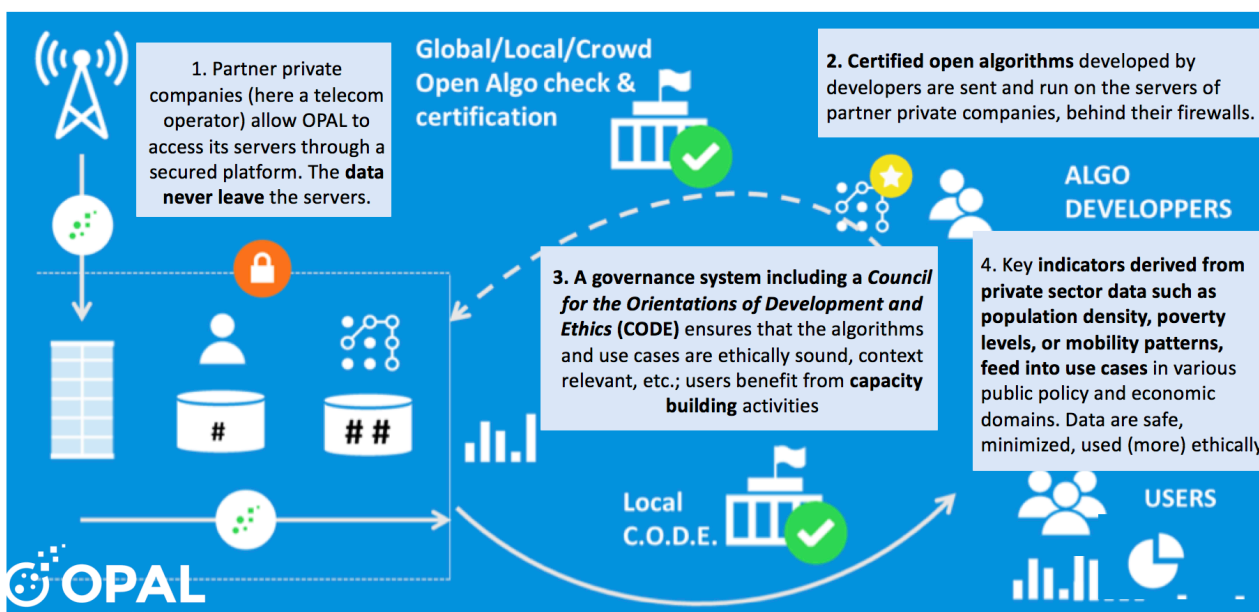 1. Partner private
companies (here a telecom
operator) allow OPAL to
access its servers through a
secured platform. The data
never leave the servers.
Global/Local/Crowd
Open Algo check &
certification
2. Certified open algorithms developed by
developers are sent and run on the servers of
partner private companies, behind their firewalls.
ALGO
DEVELOPPERS
3. A governance system including a Council
for the Orientations of Development and
Ethics (CODE) ensures that the algorithms
and use cases are ethically sound, context
relevant, etc.; users benefit from capacity
building activities
4. Key indicators derived from
private sector data such as
population density, poverty
levels, or mobility patterns,
feed into use cases in various
public policy and economic
domains. Data are safe,
minimized, used (more) ethically
#
##
Local
C.O.D.E.
USERS
OPAL